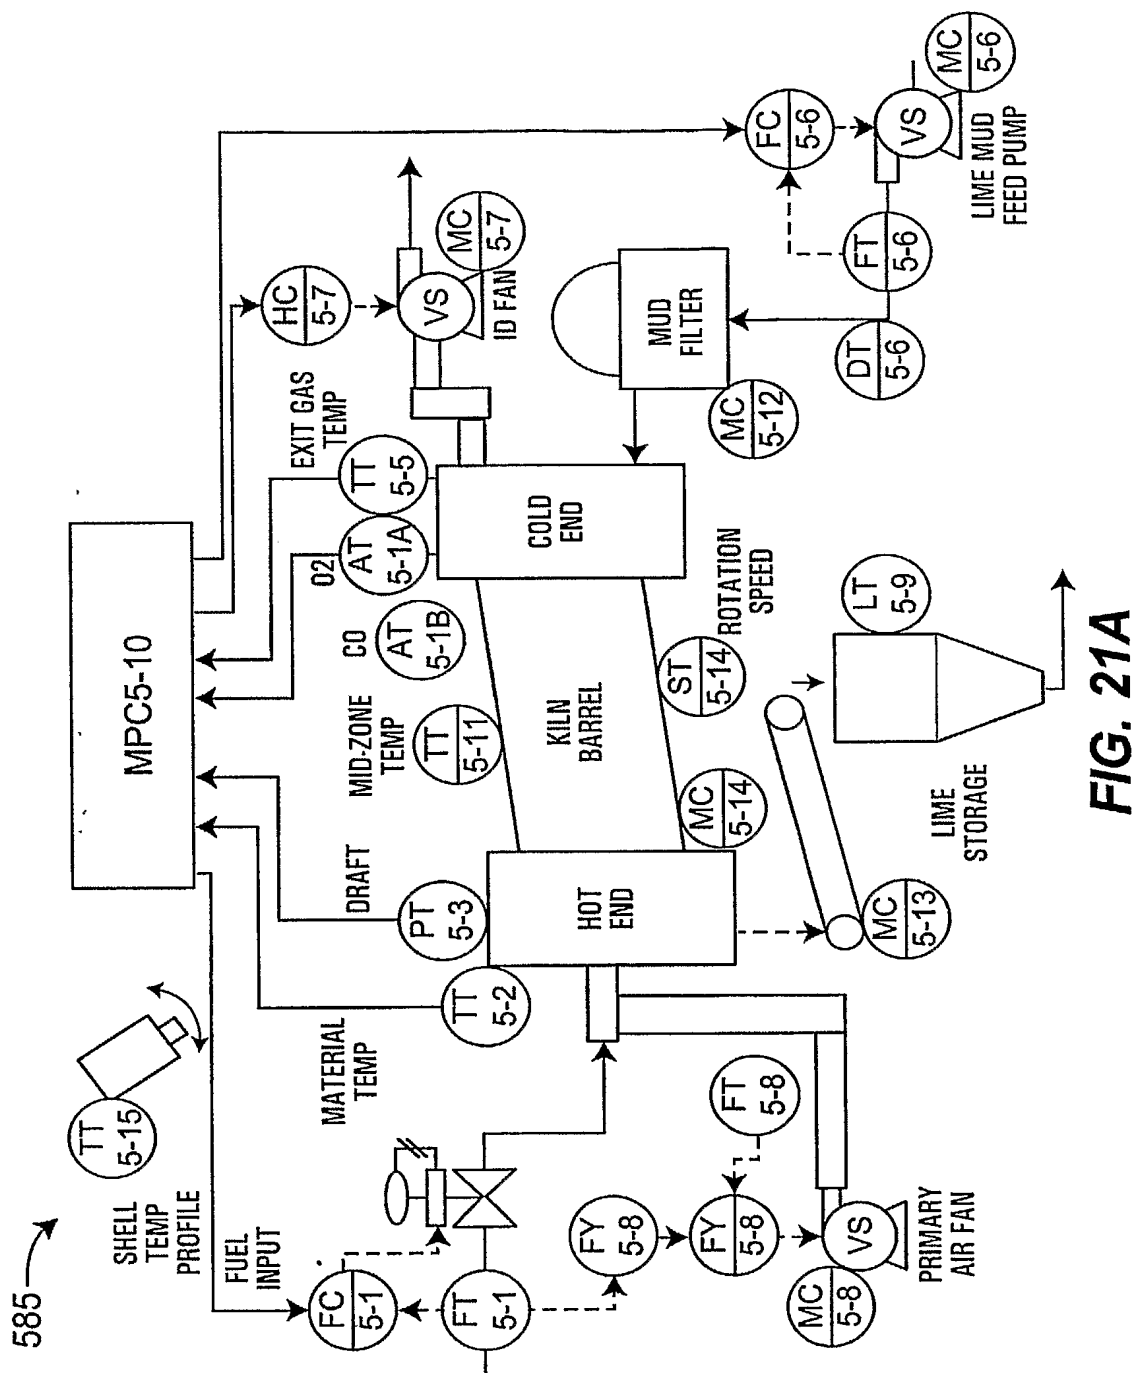 585
TT
5-15
SHELL
TEMP
PROFILE
MPC5-10
FUEL
INPUT
FC
5-1
FT
5-1
MATERIAL
TEMP
TT
5-2
DRAFT
PT
5-3
MID-ZONE
TEMP
TT
5-11
CO
AT
5-1B
O2
AT
5-1A
EXIT GAS
TEMP
TT
5-5
HC
5-7
VS
MC
5-7
ID FAN
FC
5-6
VS
MC
5-6
LIME MUD
FEED PUMP
FT
5-6
DT
5-6
MUD
FILTER
MC
5-12
COLD
END
KILN
BARREL
HOT
END
ST
5-14
ROTATION
SPEED
MC
5-14
FY
5-8
FY
5-8
FT
5-8
VS
MC
5-8
PRIMARY
AIR FAN
MC
5-13
LT
5-9
LIME
STORAGE
FIG. 21A